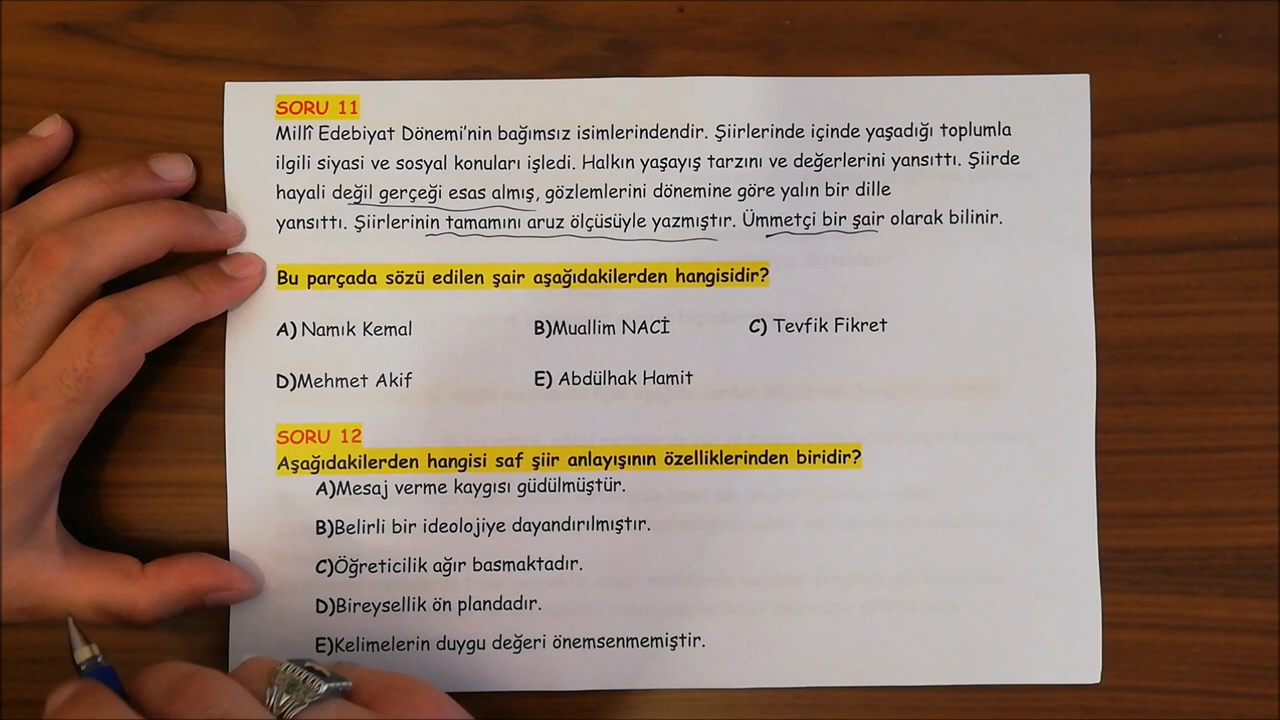 SORU 11
Millî Edebiyat Dönemi'nin bağımsız isimlerindendir. Şiirlerinde içinde yaşadığı toplumla
ilgili siyasi ve sosyal konuları işledi. Halkın yaşayış tarzını ve değerlerini yansıttı. Şiirde
hayali değil gerçeği esas almış, gözlemlerini dönemine göre yalın bir dille
yansıttı. Şiirlerinin tamamını aruz ölçüsüyle yazmıştır. Ümmetçi bir şair olarak bilinir.
Bu parçada sözü edilen şair aşağıdakilerden hangisidir?
A) Namık Kemal B)Muallim NACİ C) Tevfik Fikret
D)Mehmet Akif E) Abdülhak Hamit
SORU 12
Aşağıdakilerden hangisi saf şiir anlayışının özelliklerinden biridir?
A)Mesaj verme kaygısı güdülmüştür.
B)Belirli bir ideolojiye dayandırılmıştır.
C)Öğreticilik ağır basmaktadır.
D)Bireysellik ön plandadır.
E)Kelimelerin duygu değeri önemsenmemiştir.